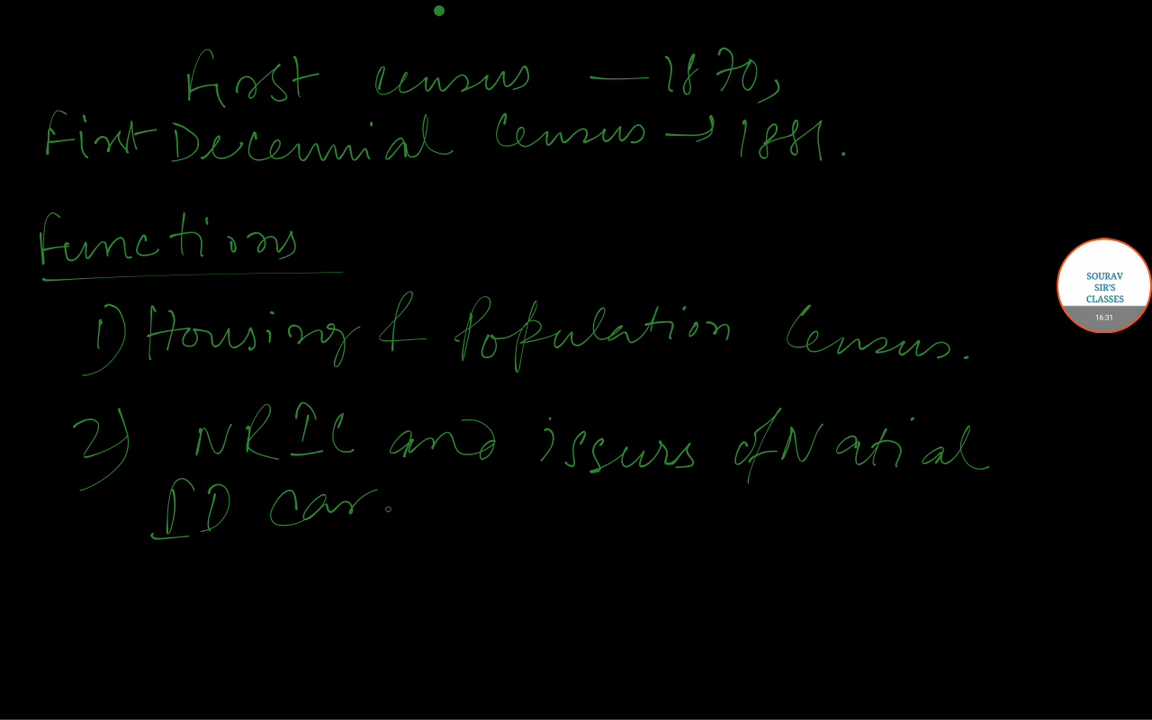 First census — 1870,
First Decennial Census → 1881.
Functions
1) Housing & Population Census.
2) NRIC and issues of Natial
ID car
SOURAV
SIR'S
CLASSES
16:31